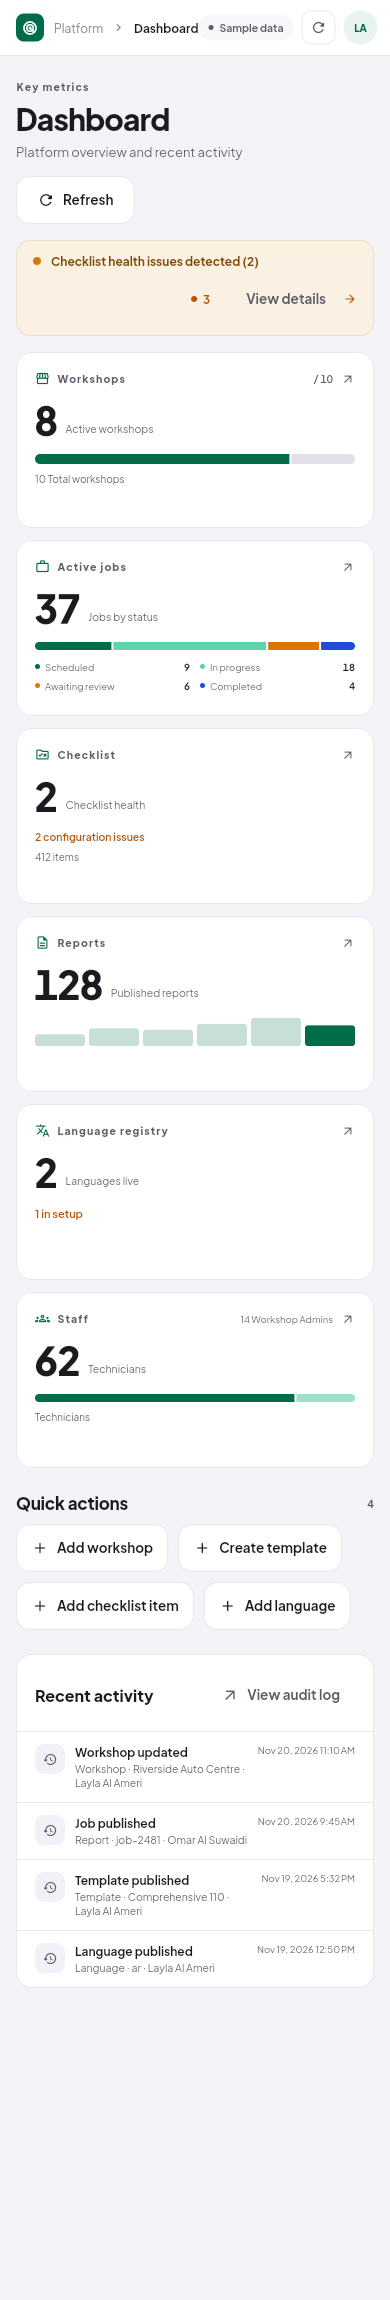 Platform > Dashboard Sample data LA
Key metrics
Dashboard
Platform overview and recent activity
Refresh
Checklist health issues detected (2)
3 View details
Workshops / 10
8 Active workshops
10 Total workshops
Active jobs
37 Jobs by status
Scheduled 9 In progress 18
Awaiting review 6 Completed 4
Checklist
2 Checklist health
2 configuration issues
412 items
Reports
128 Published reports
Language registry
2 Languages live
1 in setup
Staff 14 Workshop Admins
62 Technicians
Technicians
Quick actions 4
Add workshop Create template
Add checklist item Add language
Recent activity View audit log
Workshop updated Nov 20, 2026 11:10 AM
Workshop · Riverside Auto Centre ·
Layla Al Ameri
Job published Nov 20, 2026 9:45 AM
Report · job-2481 · Omar Al Suwaidi
Template published Nov 19, 2026 5:32 PM
Template · Comprehensive 110 ·
Layla Al Ameri
Language published Nov 19, 2026 12:50 PM
Language · ar · Layla Al Ameri